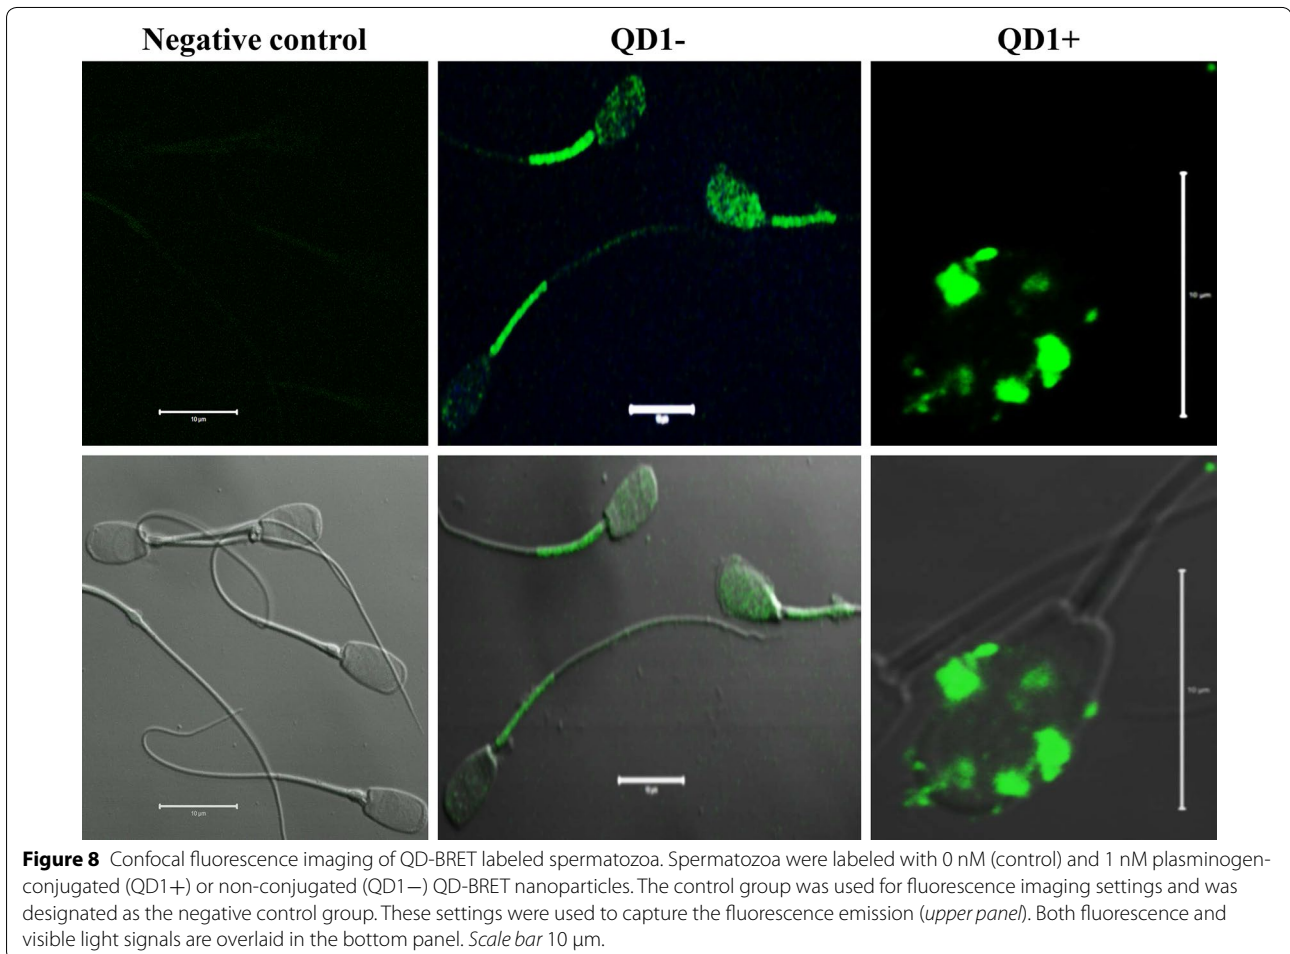 Negative control QD1- QD1+
10 µm
10 µm
10 µm
10 µm
Figure 8 Confocal fluorescence imaging of QD-BRET labeled spermatozoa. Spermatozoa were labeled with 0 nM (control) and 1 nM plasminogen-
conjugated (QD1+) or non-conjugated (QD1−) QD-BRET nanoparticles. The control group was used for fluorescence imaging settings and was
designated as the negative control group. These settings were used to capture the fluorescence emission (upper panel). Both fluorescence and
visible light signals are overlaid in the bottom panel. Scale bar 10 μm.